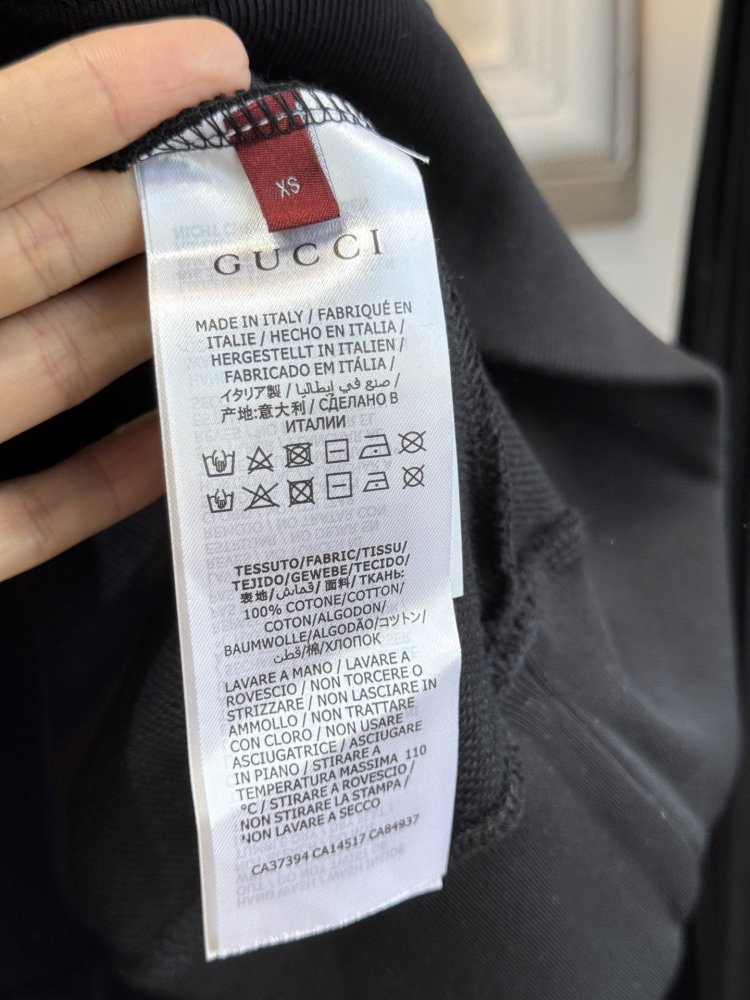 XS
GUCCI
MADE IN ITALY / FABRIQUÉ EN
ITALIE / HECHO EN ITALIA /
HERGESTELLT IN ITALIEN /
FABRICADO EM ITÁLIA /
イタリア製 / صنع في إيطاليا /
产地:意大利 / СДЕЛАНО В
ИТАЛИИ
TESSUTO/FABRIC/TISSU/
TEJIDO/GEWEBE/TECIDO/
表地/قماش/ 面料/ ТКАНЬ:
100% COTONE/COTTON/
COTON/ALGODON/
BAUMWOLLE/ALGODÃO/コツトン/
قطن/棉/ХЛОПОК
LAVARE A MANO / LAVARE A
ROVESCIO / NON TORCERE O
STRIZZARE / NON LASCIARE IN
AMMOLLO / NON TRATTARE
CON CLORO / NON USARE
ASCIUGATRICE / ASCIUGARE
IN PIANO / STIRARE A
TEMPERATURA MASSIMA 110
°C / STIRARE A ROVESCIO /
NON STIRARE LA STAMPA /
NON LAVARE A SECCO
CA37394 CA14517 CA84937